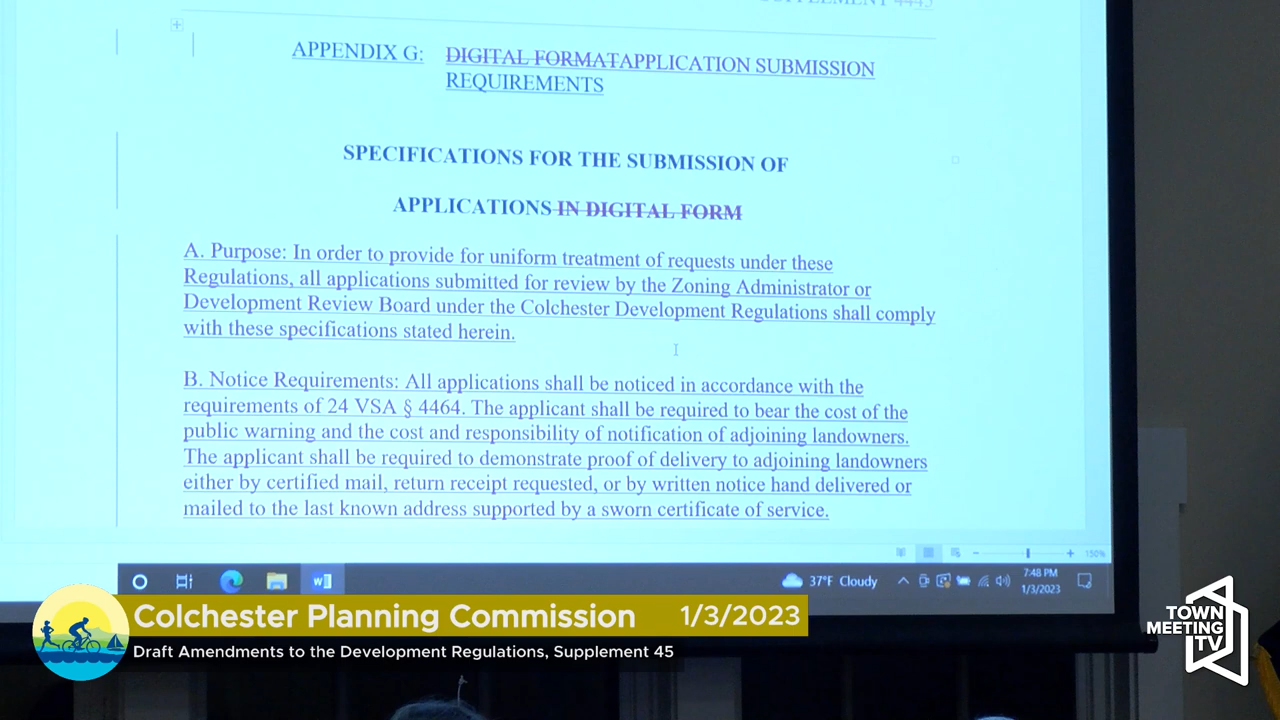 SUPPLEMENT 4445
APPENDIX G: DIGITAL FORMATAPPLICATION SUBMISSION
REQUIREMENTS
SPECIFICATIONS FOR THE SUBMISSION OF
APPLICATIONS IN DIGITAL FORM
A. Purpose: In order to provide for uniform treatment of requests under these
Regulations, all applications submitted for review by the Zoning Administrator or
Development Review Board under the Colchester Development Regulations shall comply
with these specifications stated herein.
B. Notice Requirements: All applications shall be noticed in accordance with the
requirements of 24 VSA § 4464. The applicant shall be required to bear the cost of the
public warning and the cost and responsibility of notification of adjoining landowners.
The applicant shall be required to demonstrate proof of delivery to adjoining landowners
either by certified mail, return receipt requested, or by written notice hand delivered or
mailed to the last known address supported by a sworn certificate of service.
150%
37°F Cloudy
7:48 PM
1/3/2023
Colchester Planning Commission 1/3/2023
Draft Amendments to the Development Regulations, Supplement 45
TOWN
MEETING
TV